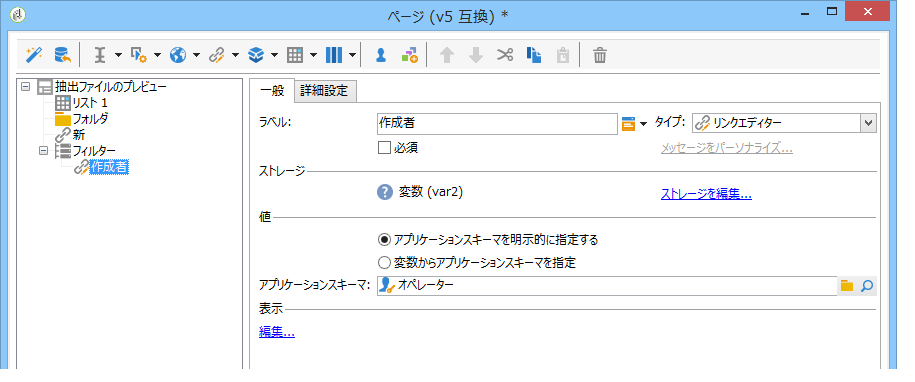 ページ (v5 互換) *
抽出ファイルのプレビュー
リスト 1
フォルダ
新
フィルター
作成者
一般 詳細設定
ラベル: 作成者 タイプ: リンクエディター
必須 メッセージをパーソナライズ...
ストレージ
変数 (var2) ストレージを編集...
値
アプリケーションスキーマを明示的に指定する
変数からアプリケーションスキーマを指定
アプリケーションスキーマ: オペレーター
表示
編集...